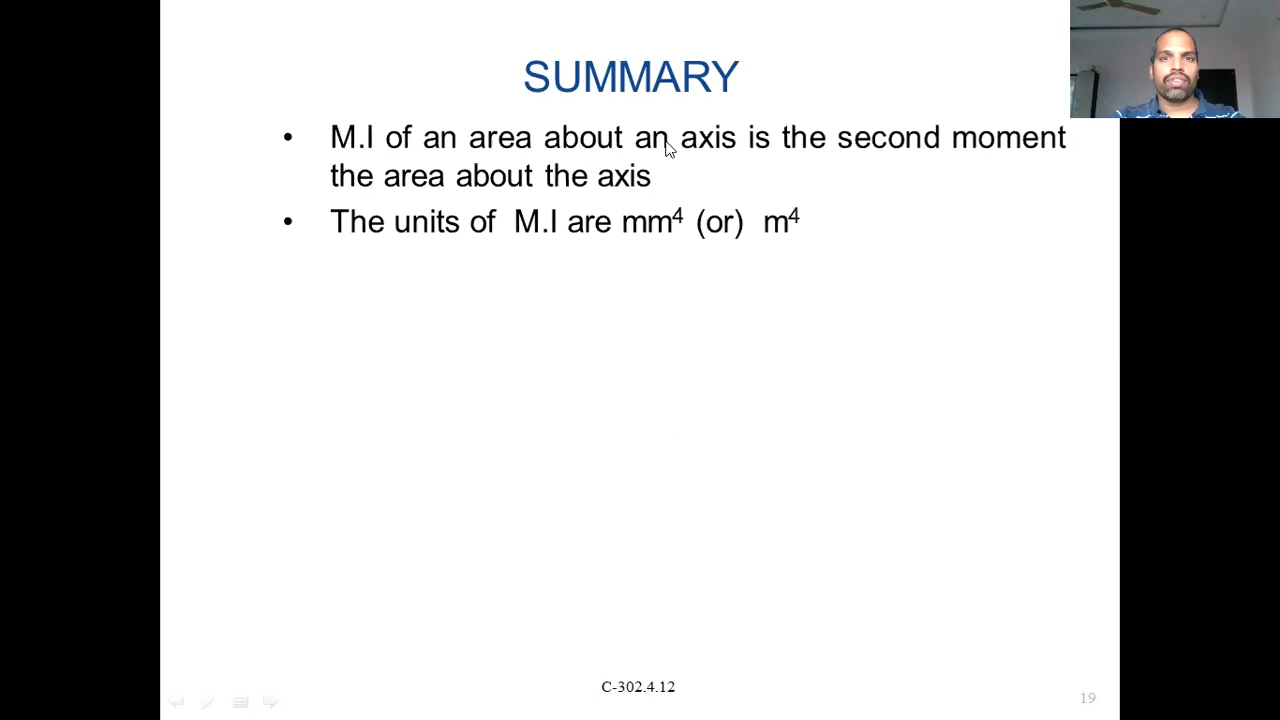 SUMMARY
• M.I of an area about an axis is the second moment
the area about the axis
• The units of M.I are mm⁴ (or) m⁴
C-302.4.12
19